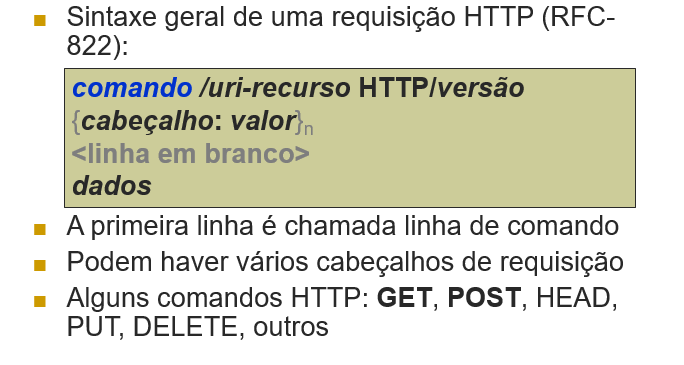 Sintaxe geral de uma requisição HTTP (RFC-
822):
comando /uri-recurso HTTP/versão
{cabeçalho: valor}n
<linha em branco>
dados
A primeira linha é chamada linha de comando
Podem haver vários cabeçalhos de requisição
Alguns comandos HTTP: GET, POST, HEAD,
PUT, DELETE, outros